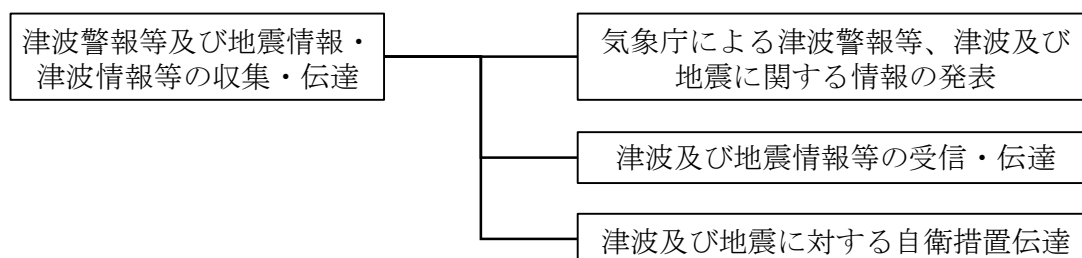 津波警報等及び地震情報・
津波情報等の収集・伝達
気象庁による津波警報等、津波及び
地震に関する情報の発表
津波及び地震情報等の受信・伝達
津波及び地震に対する自衛措置伝達